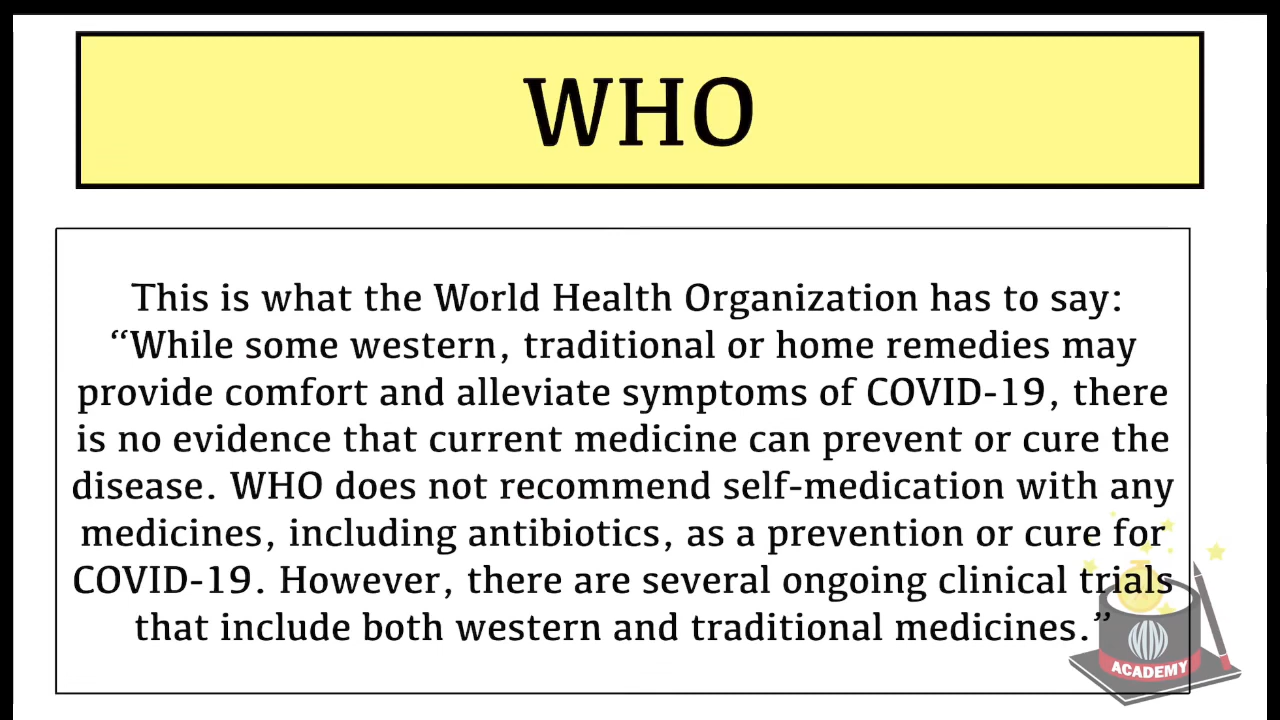 WHO
This is what the World Health Organization has to say:
“While some western, traditional or home remedies may
provide comfort and alleviate symptoms of COVID-19, there
is no evidence that current medicine can prevent or cure the
disease. WHO does not recommend self-medication with any
medicines, including antibiotics, as a prevention or cure for
COVID-19. However, there are several ongoing clinical trials
that include both western and traditional medicines.”
ACADEMY